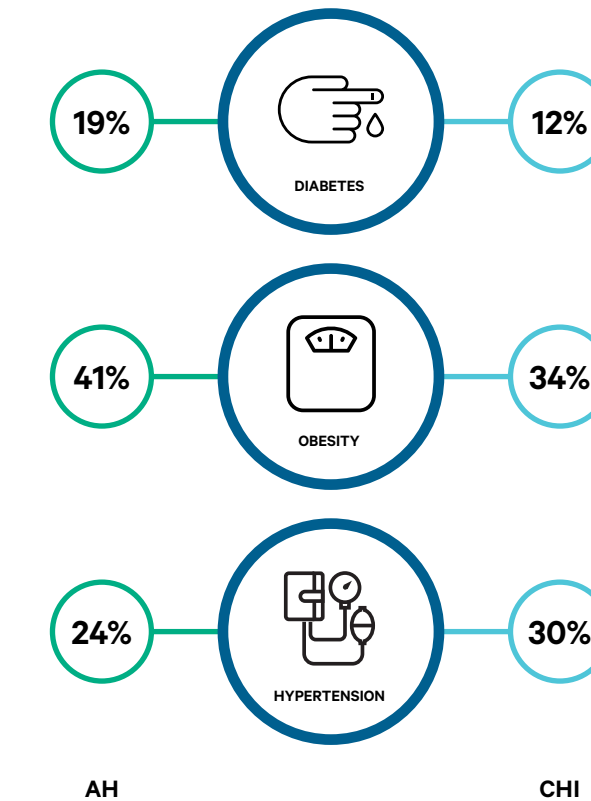 19%
12%
DIABETES
41%
34%
OBESITY
24%
30%
HYPERTENSION
AH
CHI